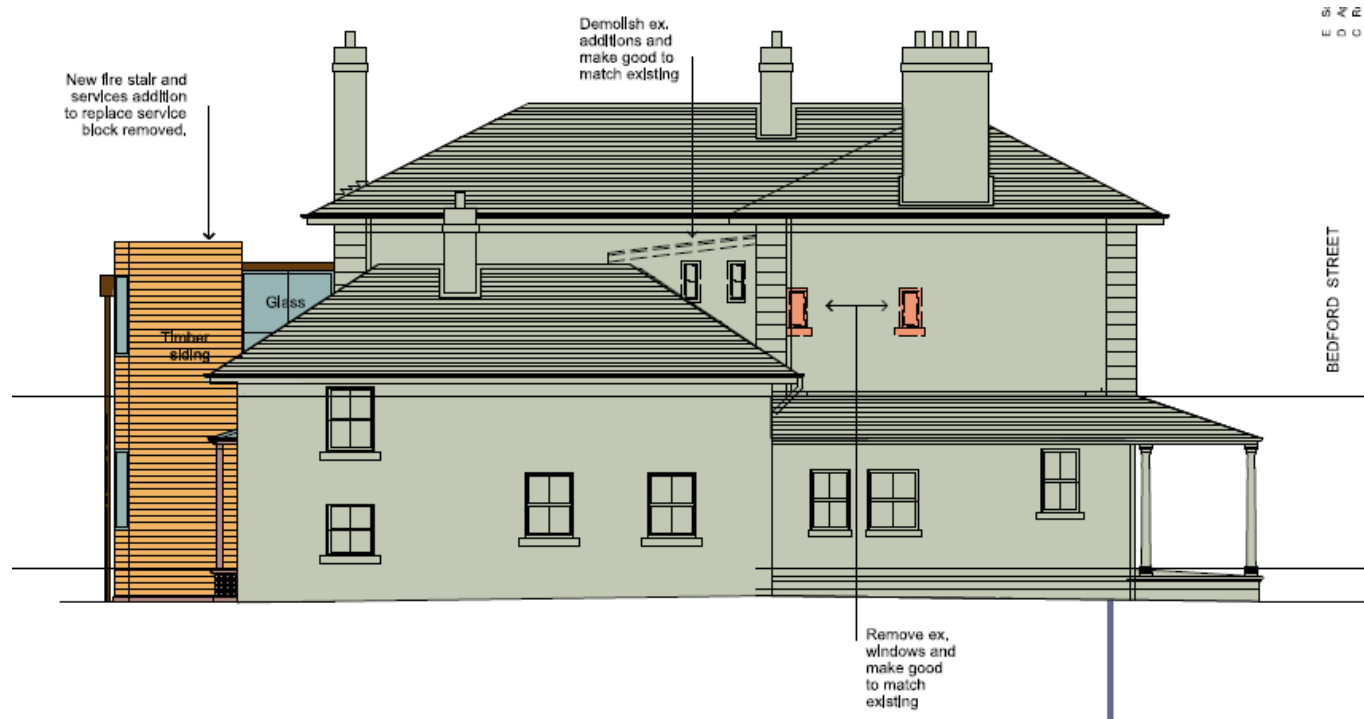 Demolish ex.
additions and
make good to
match existing
New fire stair and
services addition
to replace service
block removed.
Glass
Timber
siding
BEDFORD STREET
Remove ex.
windows and
make good
to match
existing
E
D
C